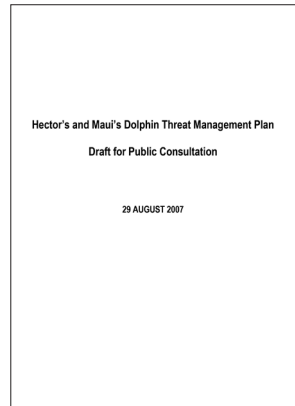 Hector's and Maui's Dolphin Threat Management Plan
Draft for Public Consultation
29 AUGUST 2007